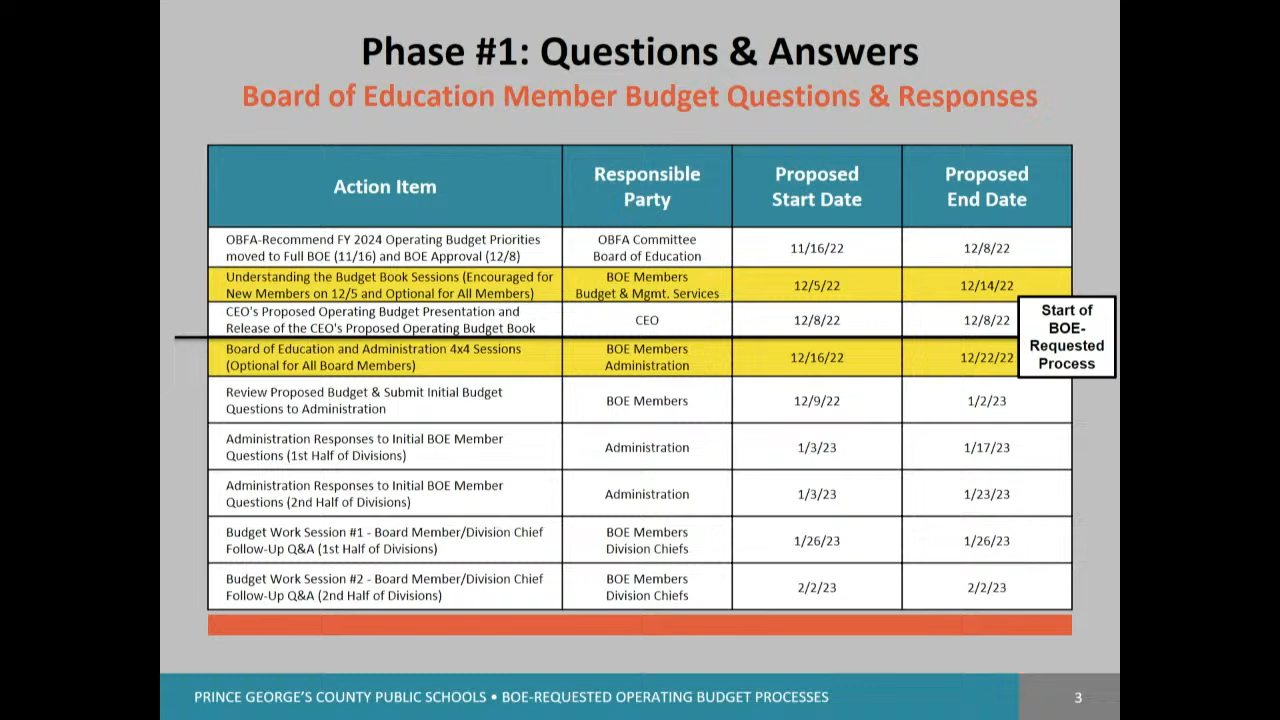 Phase #1: Questions & Answers
Board of Education Member Budget Questions & Responses
Action Item
Responsible
Party
Proposed
Start Date
Proposed
End Date
OBFA-Recommend FY 2024 Operating Budget Priorities
moved to Full BOE (11/16) and BOE Approval (12/8)
OBFA Committee
Board of Education
11/16/22
12/8/22
Understanding the Budget Book Sessions (Encouraged for
New Members on 12/5 and Optional for All Members)
BOE Members
Budget & Mgmt. Services
12/5/22
12/14/22
CEO's Proposed Operating Budget Presentation and
Release of the CEO's Proposed Operating Budget Book
CEO
12/8/22
12/8/22
Start of
BOE-
Requested
Process
Board of Education and Administration 4x4 Sessions
(Optional for All Board Members)
BOE Members
Administration
12/16/22
12/22/22
Review Proposed Budget & Submit Initial Budget
Questions to Administration
BOE Members
12/9/22
1/2/23
Administration Responses to Initial BOE Member
Questions (1st Half of Divisions)
Administration
1/3/23
1/17/23
Administration Responses to Initial BOE Member
Questions (2nd Half of Divisions)
Administration
1/3/23
1/23/23
Budget Work Session #1 - Board Member/Division Chief
Follow-Up Q&A (1st Half of Divisions)
BOE Members
Division Chiefs
1/26/23
1/26/23
Budget Work Session #2 - Board Member/Division Chief
Follow-Up Q&A (2nd Half of Divisions)
BOE Members
Division Chiefs
2/2/23
2/2/23
PRINCE GEORGE'S COUNTY PUBLIC SCHOOLS • BOE-REQUESTED OPERATING BUDGET PROCESSES
3